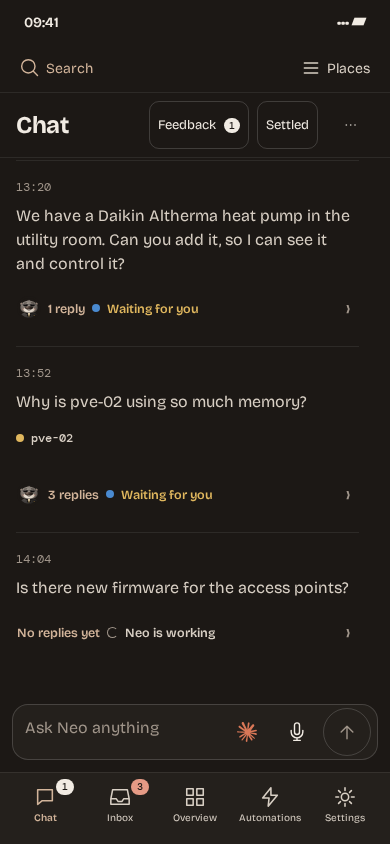 09:41
Search
Places
Chat
Feedback 1
Settled
13:20
We have a Daikin Altherma heat pump in the
utility room. Can you add it, so I can see it
and control it?
1 reply
Waiting for you
13:52
Why is pve-02 using so much memory?
pve-02
3 replies
Waiting for you
14:04
Is there new firmware for the access points?
No replies yet
Neo is working
Ask Neo anything
1
3
Chat
Inbox
Overview
Automations
Settings